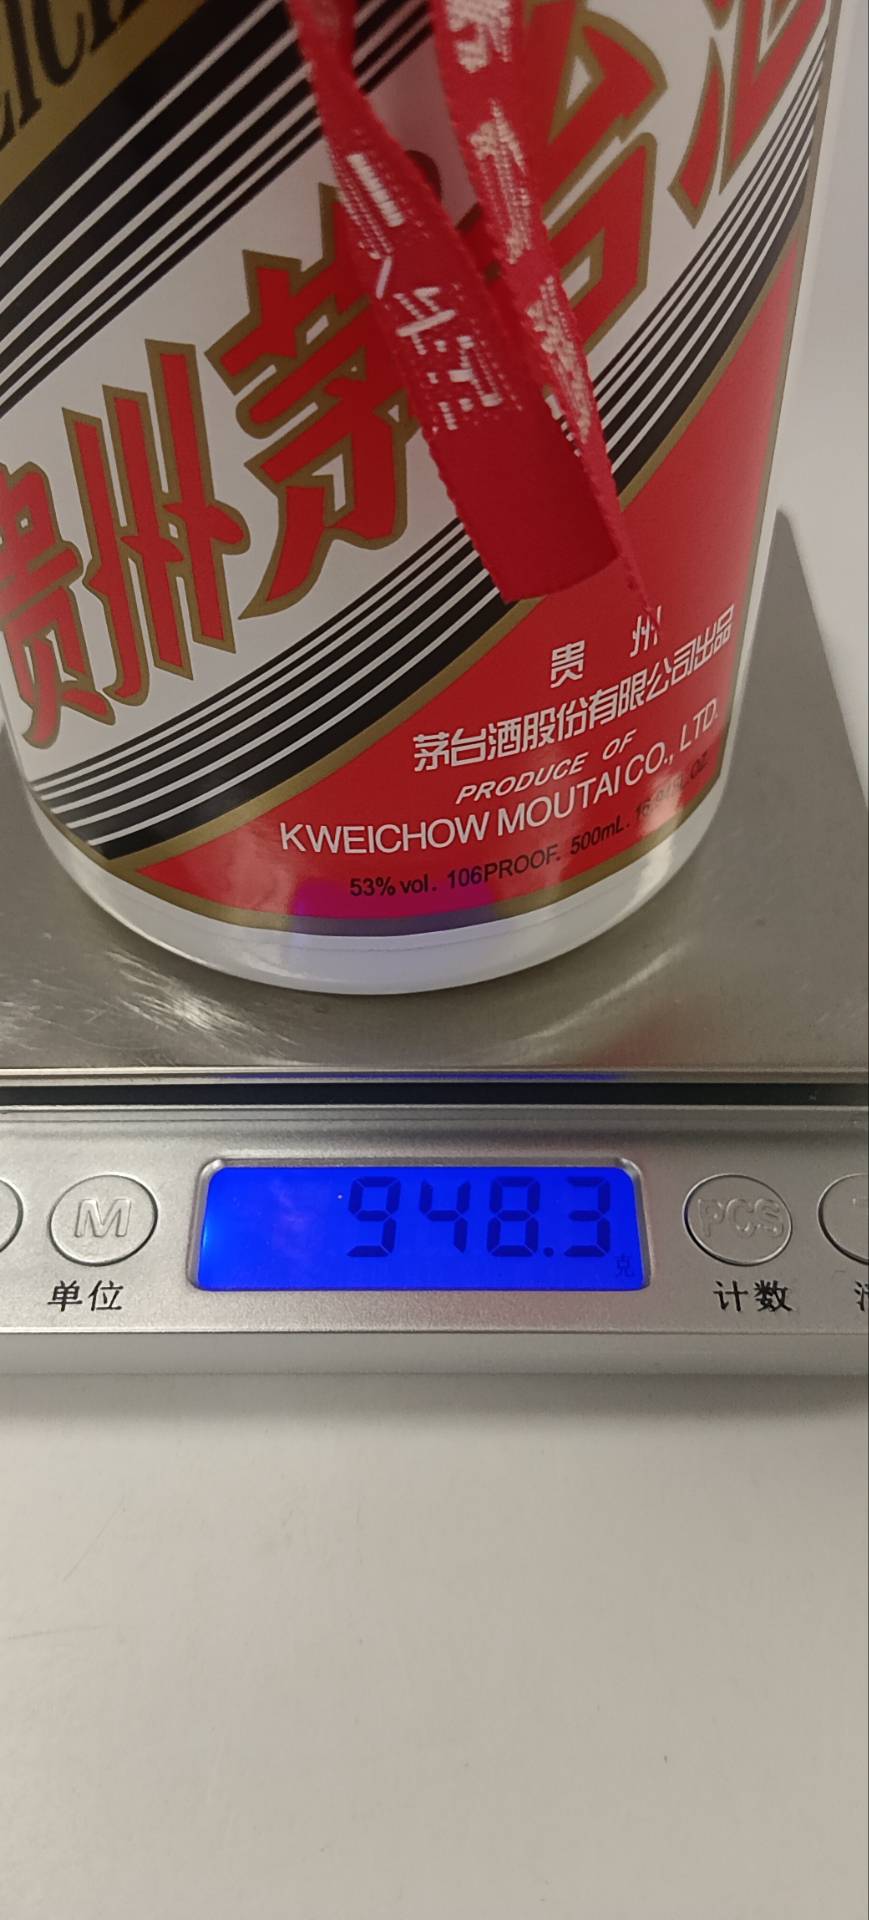 贵州茅台酒
贵州
茅台酒股份有限公司出品
PRODUCE OF
KWEICHOW MOUTAI CO., LTD.
53% vol. 106PROOF. 500mL.
948.3
克
M
PCS
单位
计数